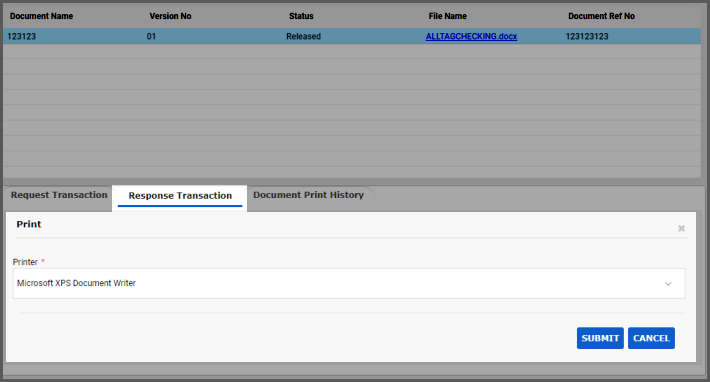 Document Name Version No Status File Name Document Ref No
123123 01 Released ALLTAGCHECKING.docx 123123123
Request Transaction Response Transaction Document Print History
Print
Printer *
Microsoft XPS Document Writer
SUBMIT CANCEL